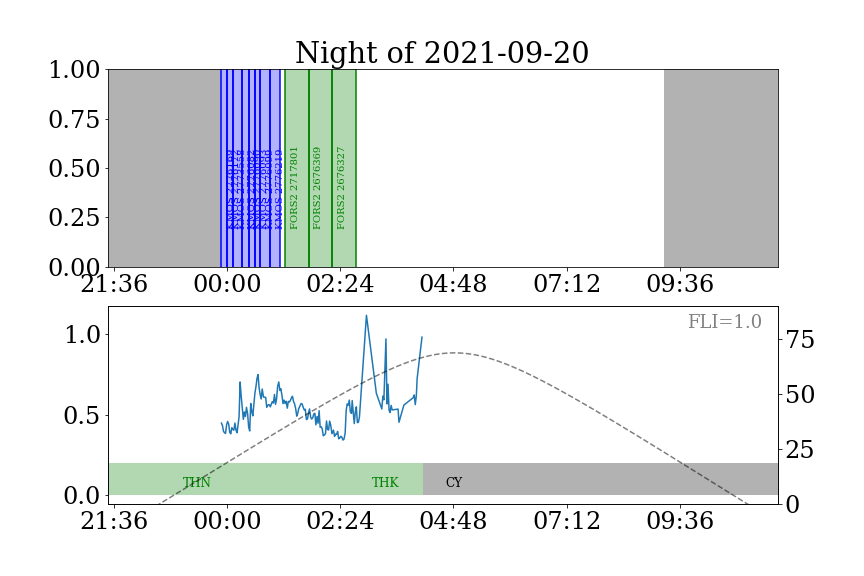 Night of 2021-09-20
1.00
0.75
0.50
0.25
0.00
KMOS 2776219
FORS2 2717801
FORS2 2676369
FORS2 2676327
21:36 00:00 02:24 04:48 07:12 09:36
FLI=1.0
1.0
0.5
0.0
75
50
25
0
THN THK CY
21:36 00:00 02:24 04:48 07:12 09:36